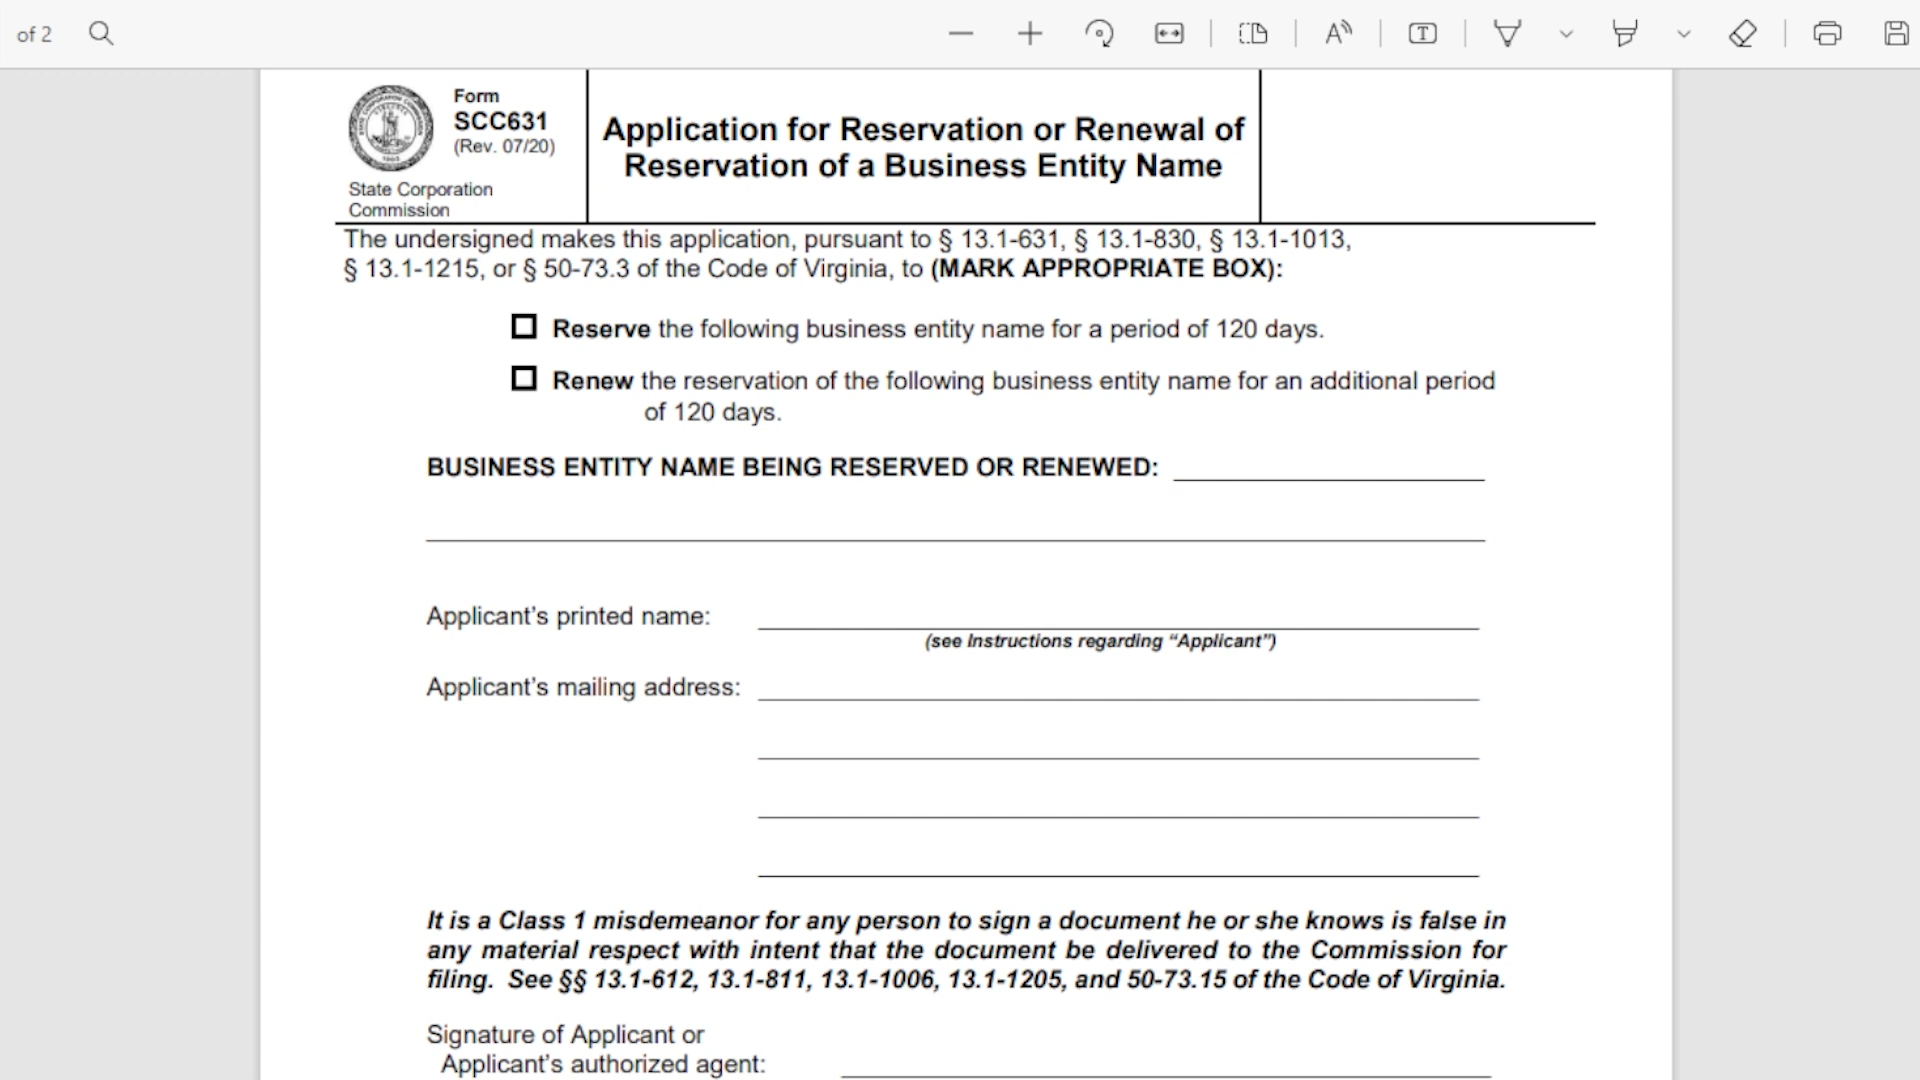 of 2
Form
SCC631
(Rev. 07/20)
State Corporation
Commission
Application for Reservation or Renewal of
Reservation of a Business Entity Name
The undersigned makes this application, pursuant to § 13.1-631, § 13.1-830, § 13.1-1013,
§ 13.1-1215, or § 50-73.3 of the Code of Virginia, to (MARK APPROPRIATE BOX):
Reserve the following business entity name for a period of 120 days.
Renew the reservation of the following business entity name for an additional period
of 120 days.
BUSINESS ENTITY NAME BEING RESERVED OR RENEWED:
Applicant’s printed name:
(see Instructions regarding “Applicant”)
Applicant’s mailing address:
It is a Class 1 misdemeanor for any person to sign a document he or she knows is false in
any material respect with intent that the document be delivered to the Commission for
filing. See §§ 13.1-612, 13.1-811, 13.1-1006, 13.1-1205, and 50-73.15 of the Code of Virginia.
Signature of Applicant or
Applicant’s authorized agent: